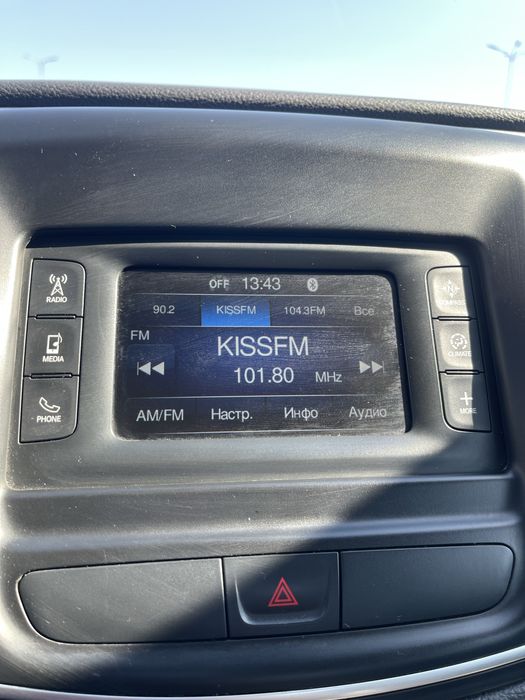 OFF 13:43
90.2 KISSFM 104.3FM Все
FM
KISSFM
101.80 MHz
AM/FM Настр. Инфо Аудио
RADIO
MEDIA
PHONE
N
COMPASS
CLIMATE
+
MORE